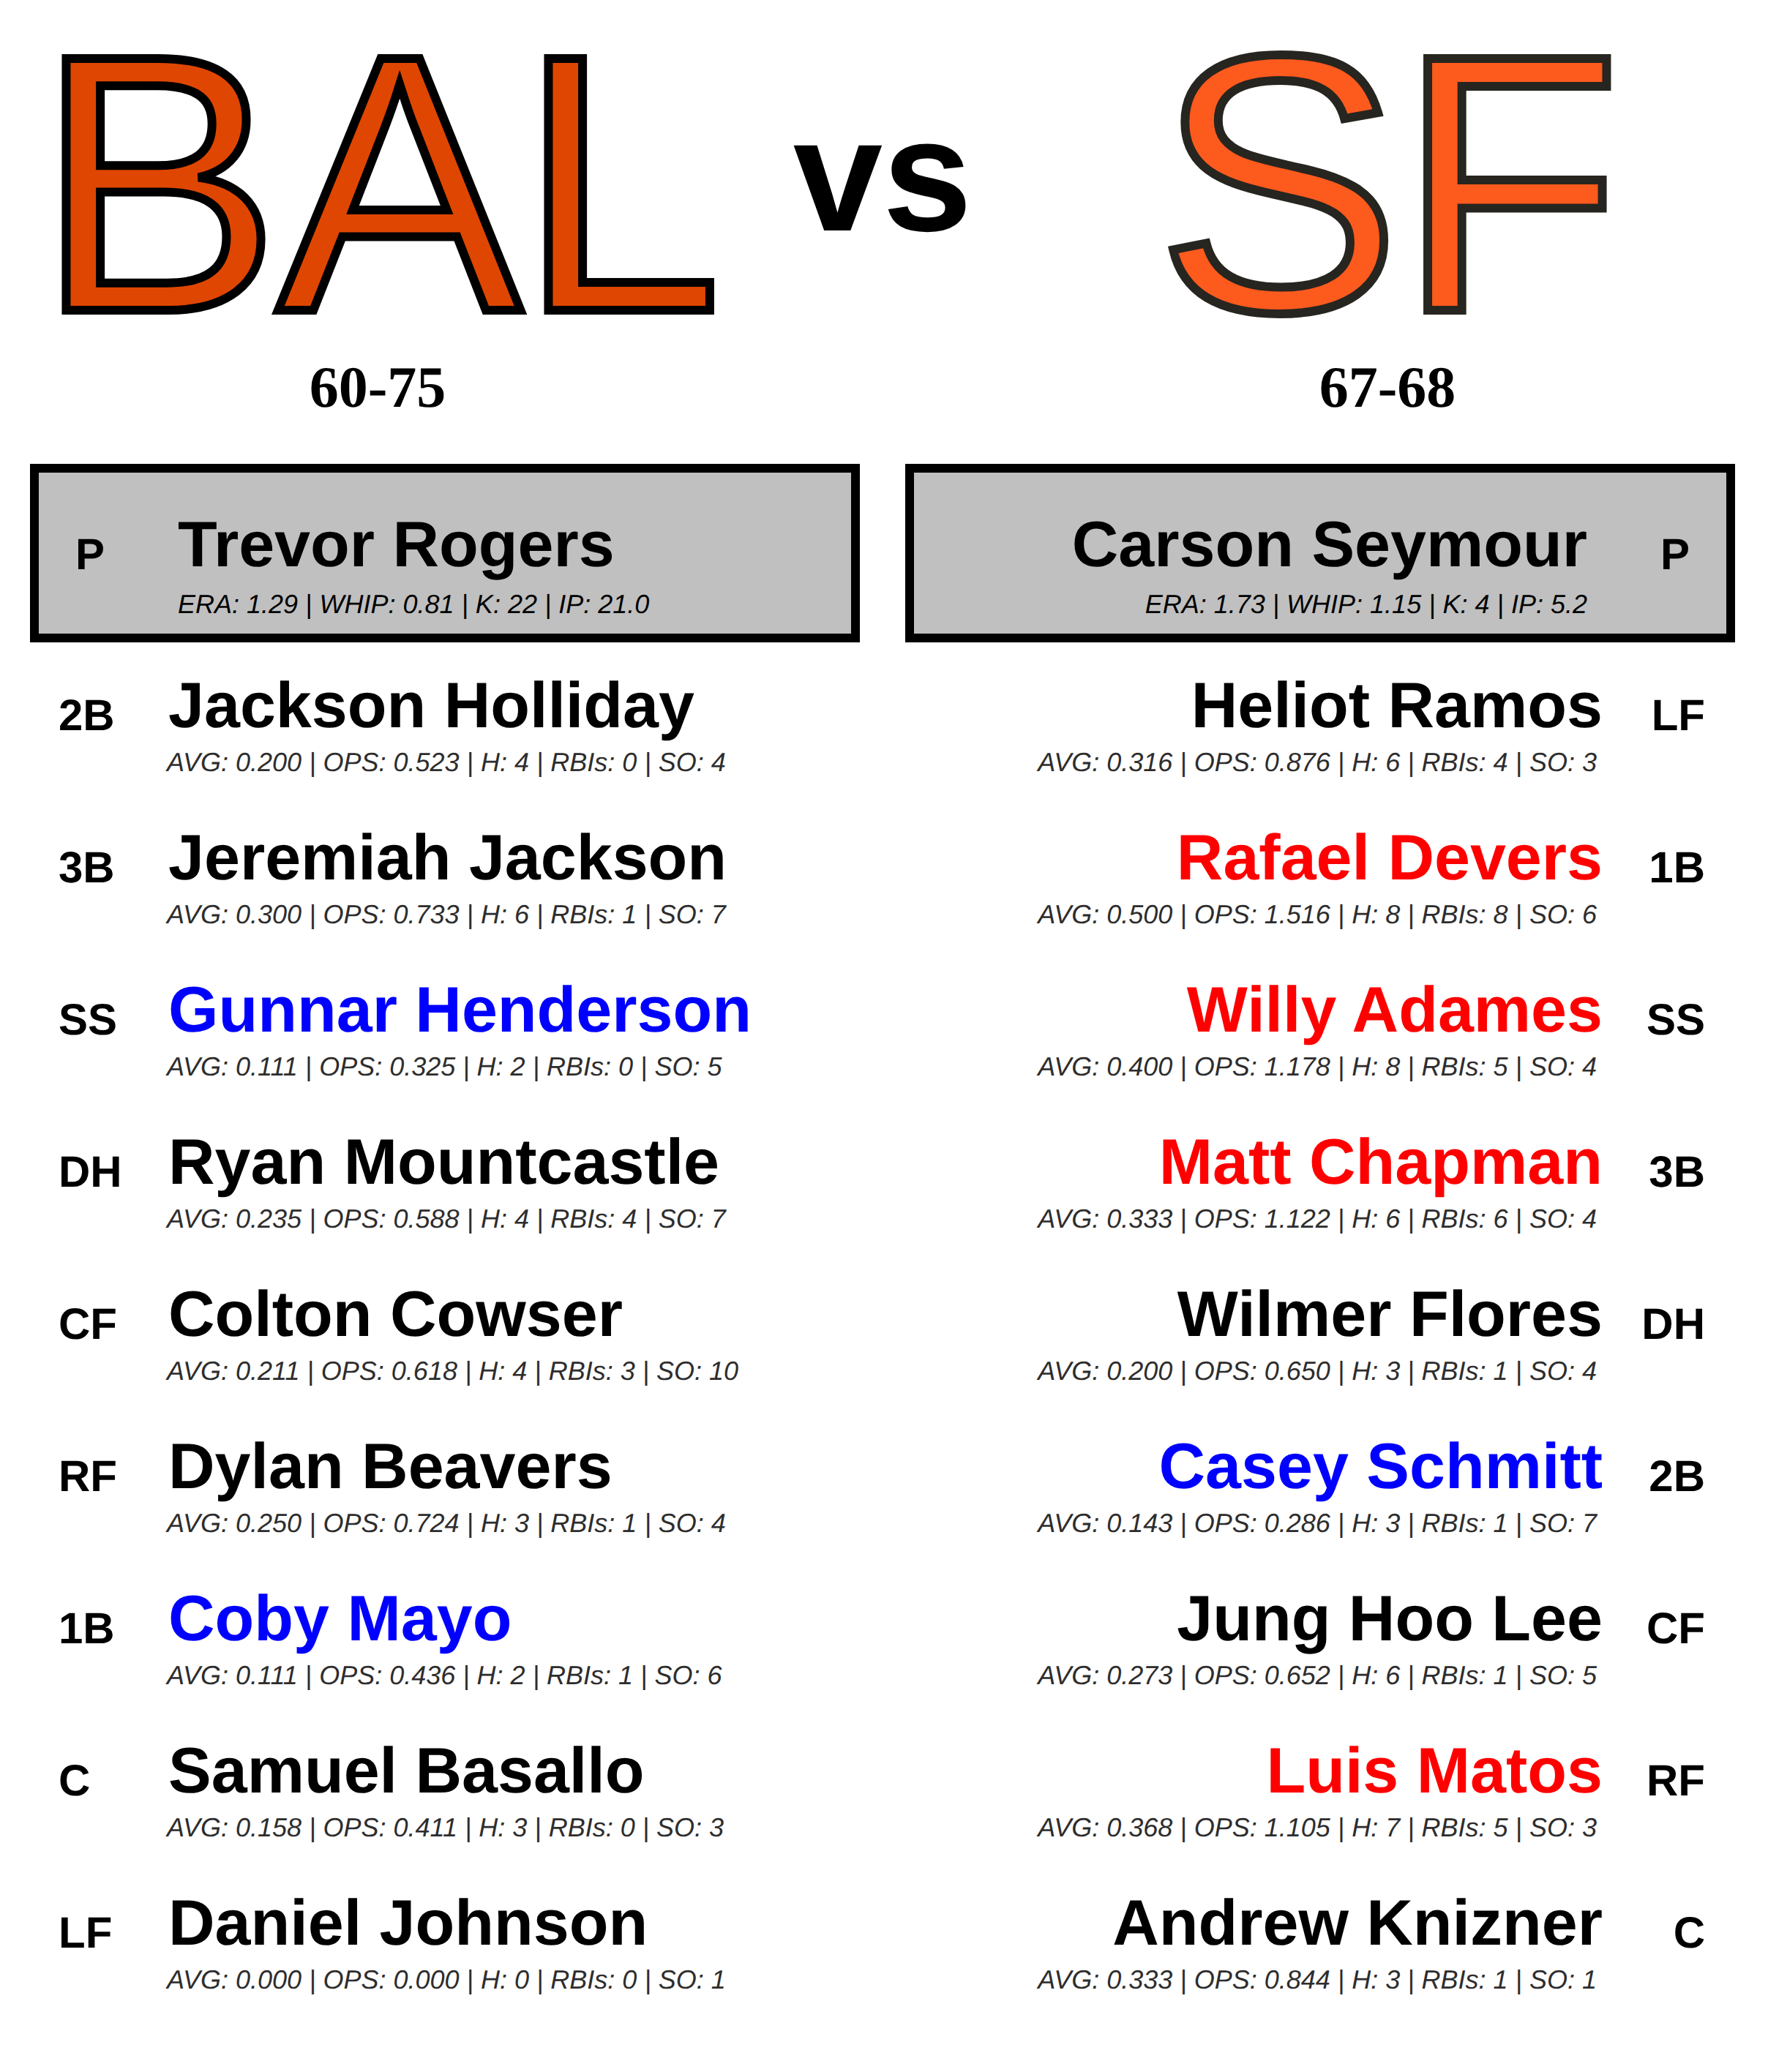 BAL vs SF
60-75 67-68
P Trevor Rogers Carson Seymour P
ERA: 1.29 | WHIP: 0.81 | K: 22 | IP: 21.0 ERA: 1.73 | WHIP: 1.15 | K: 4 | IP: 5.2
2B Jackson Holliday Heliot Ramos LF
AVG: 0.200 | OPS: 0.523 | H: 4 | RBIs: 0 | SO: 4 AVG: 0.316 | OPS: 0.876 | H: 6 | RBIs: 4 | SO: 3
3B Jeremiah Jackson Rafael Devers 1B
AVG: 0.300 | OPS: 0.733 | H: 6 | RBIs: 1 | SO: 7 AVG: 0.500 | OPS: 1.516 | H: 8 | RBIs: 8 | SO: 6
SS Gunnar Henderson Willy Adames SS
AVG: 0.111 | OPS: 0.325 | H: 2 | RBIs: 0 | SO: 5 AVG: 0.400 | OPS: 1.178 | H: 8 | RBIs: 5 | SO: 4
DH Ryan Mountcastle Matt Chapman 3B
AVG: 0.235 | OPS: 0.588 | H: 4 | RBIs: 4 | SO: 7 AVG: 0.333 | OPS: 1.122 | H: 6 | RBIs: 6 | SO: 4
CF Colton Cowser Wilmer Flores DH
AVG: 0.211 | OPS: 0.618 | H: 4 | RBIs: 3 | SO: 10 AVG: 0.200 | OPS: 0.650 | H: 3 | RBIs: 1 | SO: 4
RF Dylan Beavers Casey Schmitt 2B
AVG: 0.250 | OPS: 0.724 | H: 3 | RBIs: 1 | SO: 4 AVG: 0.143 | OPS: 0.286 | H: 3 | RBIs: 1 | SO: 7
1B Coby Mayo Jung Hoo Lee CF
AVG: 0.111 | OPS: 0.436 | H: 2 | RBIs: 1 | SO: 6 AVG: 0.273 | OPS: 0.652 | H: 6 | RBIs: 1 | SO: 5
C Samuel Basallo Luis Matos RF
AVG: 0.158 | OPS: 0.411 | H: 3 | RBIs: 0 | SO: 3 AVG: 0.368 | OPS: 1.105 | H: 7 | RBIs: 5 | SO: 3
LF Daniel Johnson Andrew Knizner C
AVG: 0.000 | OPS: 0.000 | H: 0 | RBIs: 0 | SO: 1 AVG: 0.333 | OPS: 0.844 | H: 3 | RBIs: 1 | SO: 1